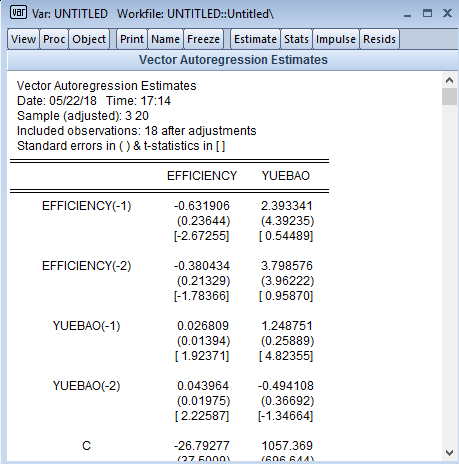 var Var: UNTITLED Workfile: UNTITLED::Untitled\
View Proc Object Print Name Freeze Estimate Stats Impulse Resids
Vector Autoregression Estimates
Vector Autoregression Estimates
Date: 05/22/18 Time: 17:14
Sample (adjusted): 3 20
Included observations: 18 after adjustments
Standard errors in ( ) & t-statistics in [ ]
EFFICIENCY YUEBAO
EFFICIENCY(-1) -0.631906 2.393341
(0.23644) (4.39235)
[-2.67255] [ 0.54489]
EFFICIENCY(-2) -0.380434 3.798576
(0.21329) (3.96222)
[-1.78366] [ 0.95870]
YUEBAO(-1) 0.026809 1.248751
(0.01394) (0.25889)
[ 1.92371] [ 4.82355]
YUEBAO(-2) 0.043964 -0.494108
(0.01975) (0.36692)
[ 2.22587] [-1.34664]
C -26.79277 1057.369
(37.5009) (696.644)